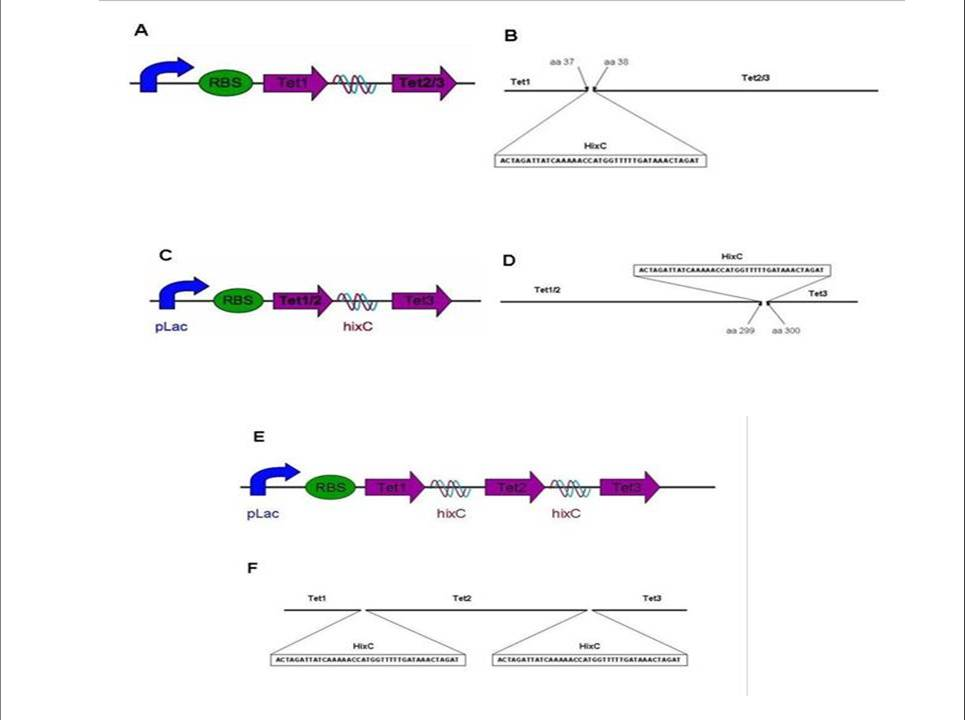 A
RBS Tet1 Tet2/3
B
aa 37 aa 38
Tet1 Tet2/3
HixC
ACTAGATTATCAAAAACCATGGTTTTTGATAAACTAGAT
C
RBS Tet1/2 Tet3
pLac hixC
D
HixC
ACTAGATTATCAAAAACCATGGTTTTTGATAAACTAGAT
Tet1/2 Tet3
aa 299 aa 300
E
RBS Tet1 Tet2 Tet3
pLac hixC hixC
F
Tet1 Tet2 Tet3
HixC HixC
ACTAGATTATCAAAAACCATGGTTTTTGATAAACTAGAT ACTAGATTATCAAAAACCATGGTTTTTGATAAACTAGAT